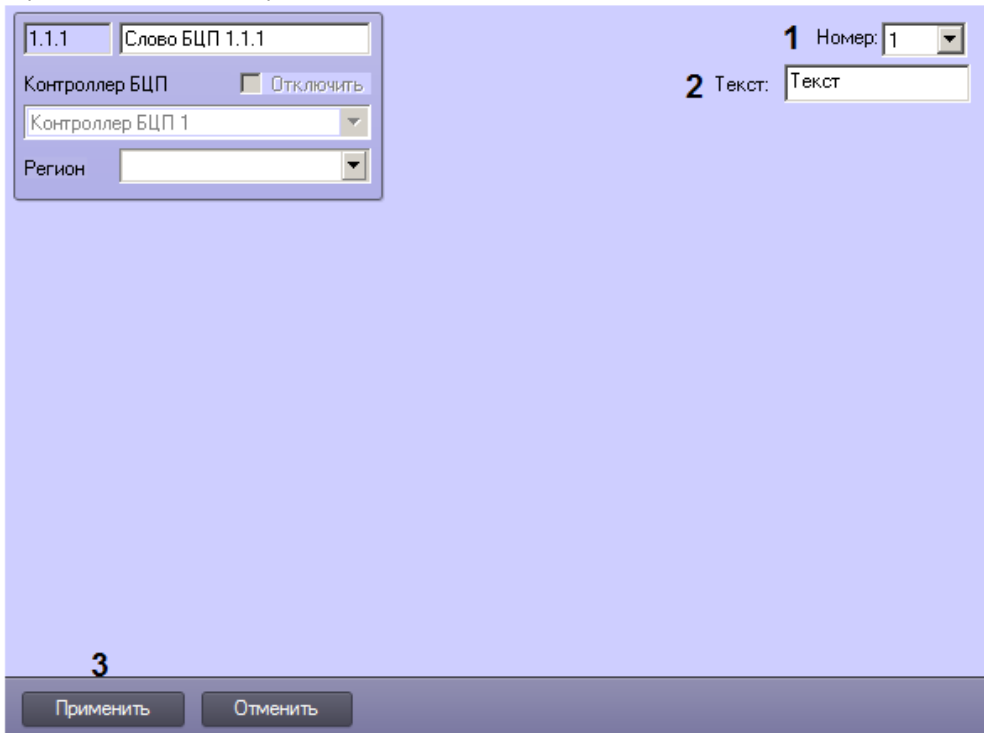 1.1.1 Слово БЦП 1.1.1
Контроллер БЦП Отключить
Контроллер БЦП 1
Регион
1 Номер: 1
2 Текст: Текст
3
Применить Отменить